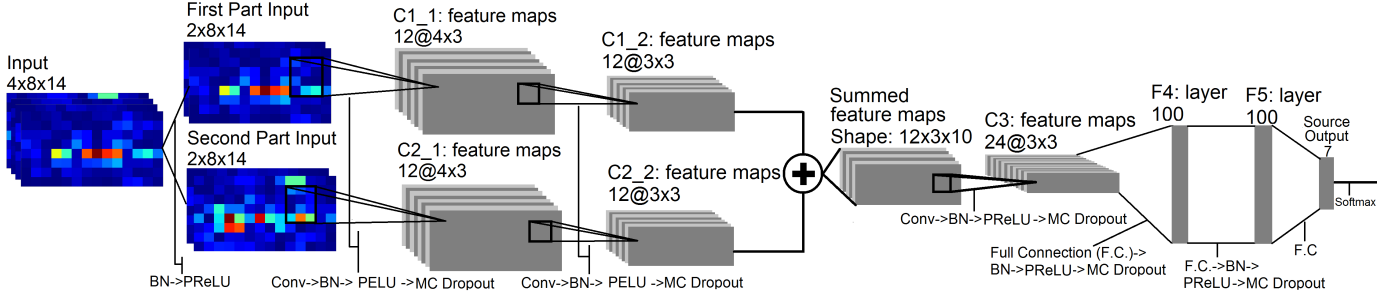 Input
4x8x14
First Part Input
2x8x14
Second Part Input
2x8x14
BN->PReLU
C1_1: feature maps
12@4x3
C2_1: feature maps
12@4x3
Conv->BN-> PELU ->MC Dropout
C1_2: feature maps
12@3x3
C2_2: feature maps
12@3x3
Conv->BN-> PELU ->MC Dropout
+
Summed
feature maps
Shape: 12x3x10
Conv->BN->PReLU->MC Dropout
C3: feature maps
24@3x3
Full Connection (F.C.)->
BN->PReLU->MC Dropout
F4: layer
100
F.C.->BN->
PReLU->MC Dropout
F5: layer
100
F.C
Source
Output
7
Softmax